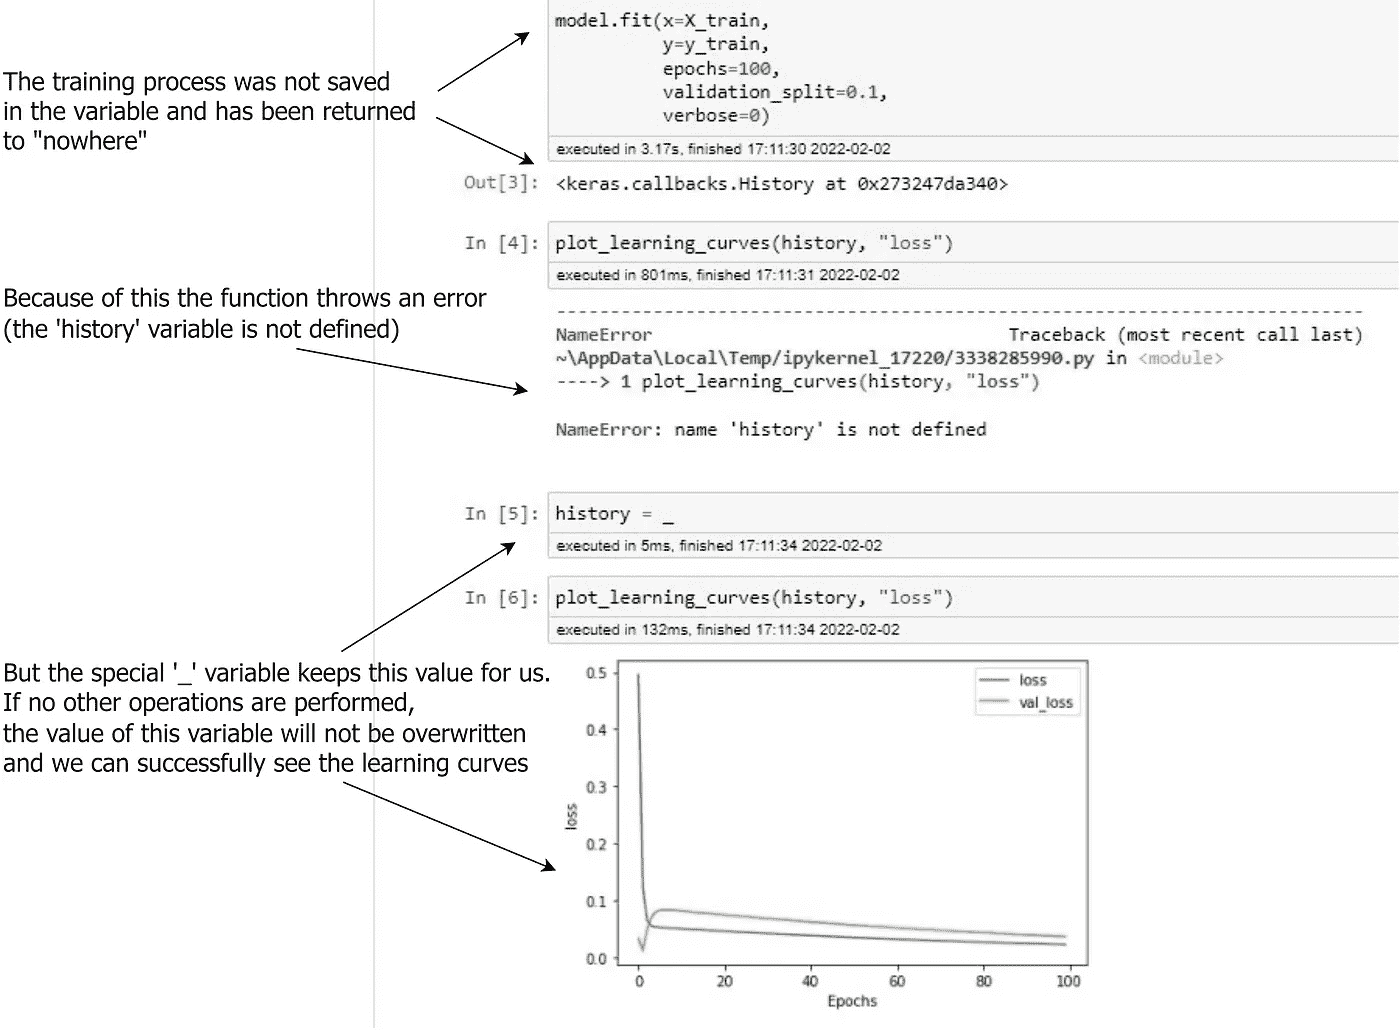 model.fit(x=X_train,
y=y_train,
epochs=100,
validation_split=0.1,
verbose=0)
executed in 3.17s, finished 17:11:30 2022-02-02
The training process was not saved
in the variable and has been returned
to "nowhere"
Out[3]: <keras.callbacks.History at 0x273247da340>
In [4]: plot_learning_curves(history, "loss")
executed in 801ms, finished 17:11:31 2022-02-02
Because of this the function throws an error
(the 'history' variable is not defined)
---------------------------------------------------------------------------
NameError Traceback (most recent call last)
~\AppData\Local\Temp/ipykernel_17220/3338285990.py in <module>
----> 1 plot_learning_curves(history, "loss")
NameError: name 'history' is not defined
In [5]: history = _
executed in 5ms, finished 17:11:34 2022-02-02
In [6]: plot_learning_curves(history, "loss")
executed in 132ms, finished 17:11:34 2022-02-02
But the special '_' variable keeps this value for us.
If no other operations are performed,
the value of this variable will not be overwritten
and we can successfully see the learning curves
loss
val_loss
0.5
0.4
0.3
0.2
0.1
0.0
loss
0 20 40 60 80 100
Epochs